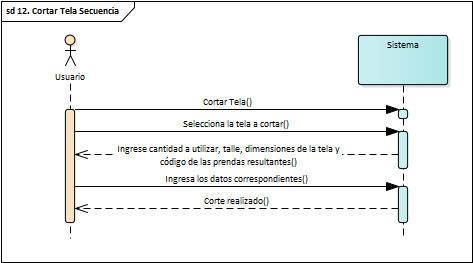 sd 12. Cortar Tela Secuencia
Usuario
Sistema
Cortar Tela()
Selecciona la tela a cortar()
Ingrese cantidad a utilizar, talle, dimensiones de la tela y
código de las prendas resultantes()
Ingresa los datos correspondientes()
Corte realizado()